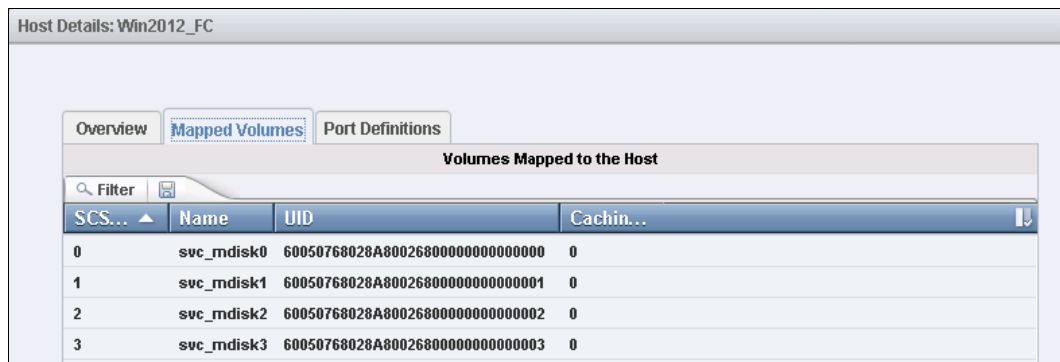 Host Details: Win2012_FC
Overview Mapped Volumes Port Definitions
Volumes Mapped to the Host
Filter
SCS... Name UID Cachin...
0 svc_mdisk0 60050768028A80026800000000000000 0
1 svc_mdisk1 60050768028A80026800000000000001 0
2 svc_mdisk2 60050768028A80026800000000000002 0
3 svc_mdisk3 60050768028A80026800000000000003 0